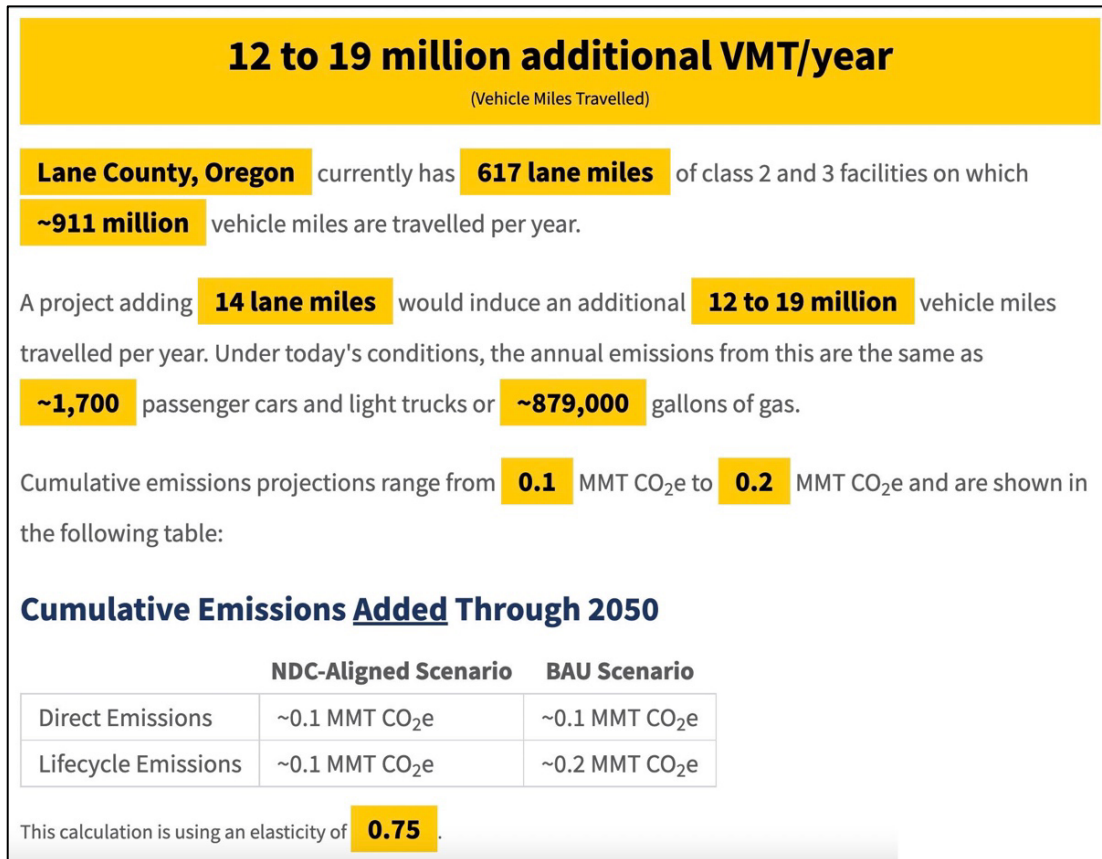 12 to 19 million additional VMT/year
(Vehicle Miles Travelled)
Lane County, Oregon currently has 617 lane miles of class 2 and 3 facilities on which
~911 million vehicle miles are travelled per year.
A project adding 14 lane miles would induce an additional 12 to 19 million vehicle miles
travelled per year. Under today's conditions, the annual emissions from this are the same as
~1,700 passenger cars and light trucks or ~879,000 gallons of gas.
Cumulative emissions projections range from 0.1 MMT CO₂e to 0.2 MMT CO₂e and are shown in
the following table:
Cumulative Emissions Added Through 2050
NDC-Aligned Scenario BAU Scenario
Direct Emissions ~0.1 MMT CO₂e ~0.1 MMT CO₂e
Lifecycle Emissions ~0.1 MMT CO₂e ~0.2 MMT CO₂e
This calculation is using an elasticity of 0.75 .